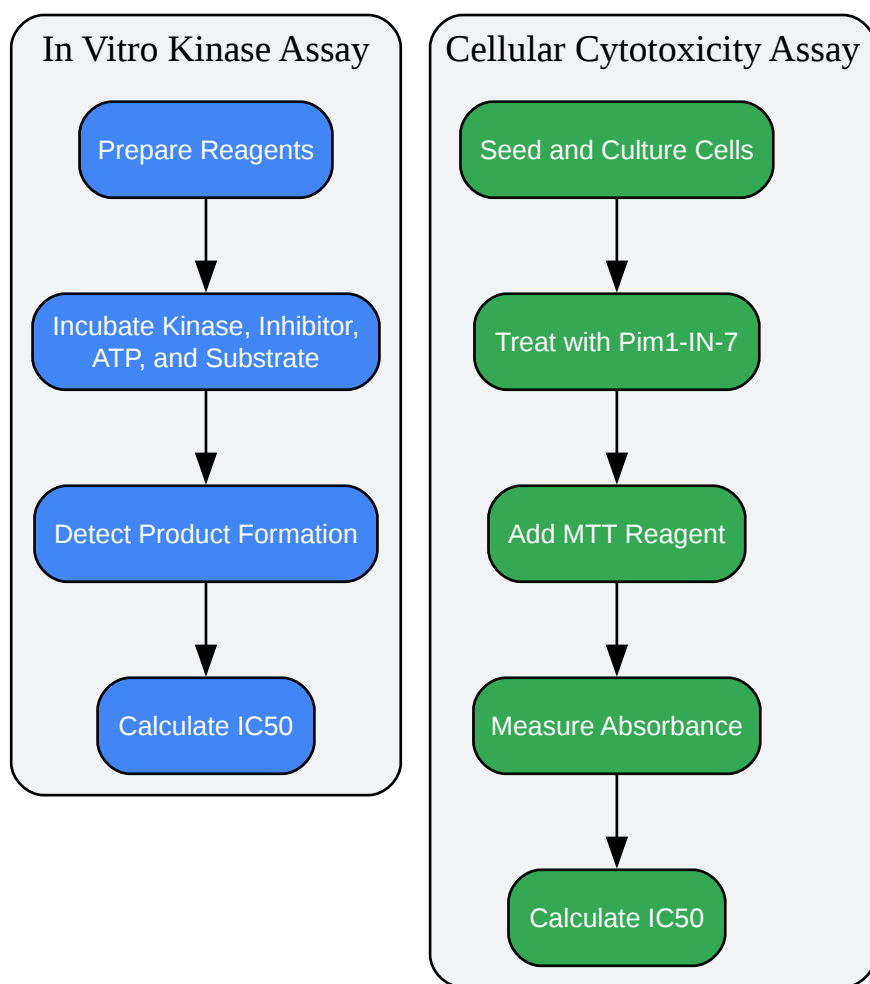 In Vitro Kinase Assay
Prepare Reagents
Incubate Kinase, Inhibitor,
ATP, and Substrate
Detect Product Formation
Calculate IC50
Cellular Cytotoxicity Assay
Seed and Culture Cells
Treat with Pim1-IN-7
Add MTT Reagent
Measure Absorbance
Calculate IC50